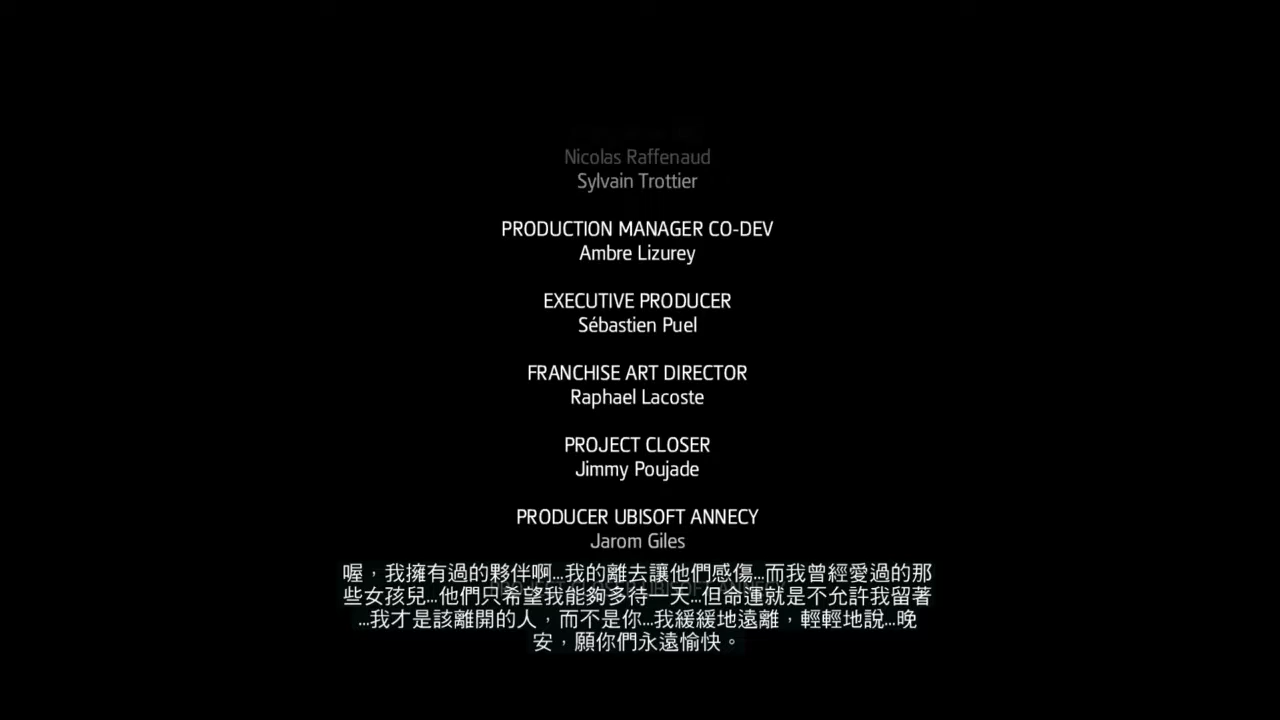 Nicolas Raffenaud
Sylvain Trottier
PRODUCTION MANAGER CO-DEV
Ambre Lizurey
EXECUTIVE PRODUCER
Sébastien Puel
FRANCHISE ART DIRECTOR
Raphael Lacoste
PROJECT CLOSER
Jimmy Poujade
PRODUCER UBISOFT ANNECY
Jarom Giles
喔，我擁有過的夥伴啊...我的離去讓他們感傷...而我曾經愛過的那
些女孩兒...他們只希望我能夠多待一天...但命運就是不允許我留著
...我才是該離開的人，而不是你...我緩緩地遠離，輕輕地說...晚
安，願你們永遠愉快。